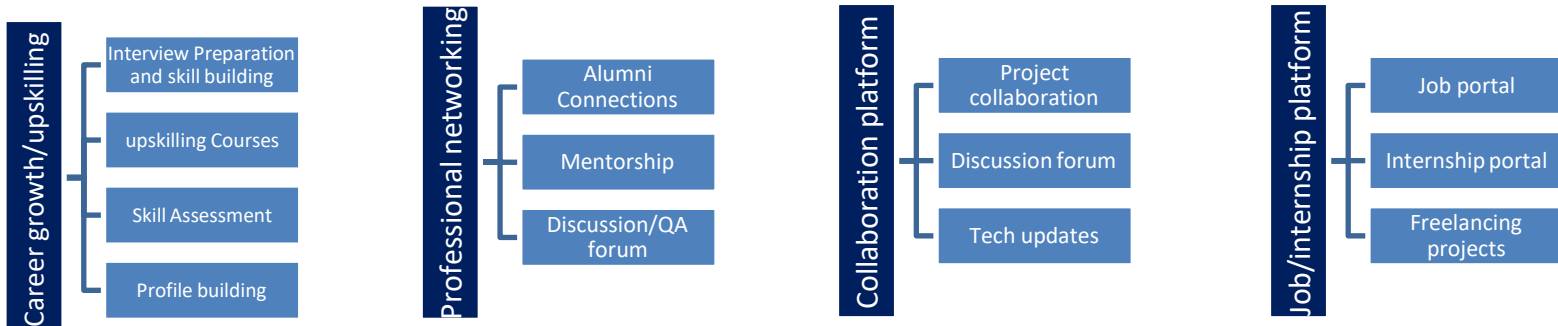 Career growth/upskilling
Interview Preparation
and skill building
upskilling Courses
Skill Assessment
Profile building
Professional networking
Alumni
Connections
Mentorship
Discussion/QA
forum
Collaboration platform
Project
collaboration
Discussion forum
Tech updates
Job/internship platform
Job portal
Internship portal
Freelancing
projects